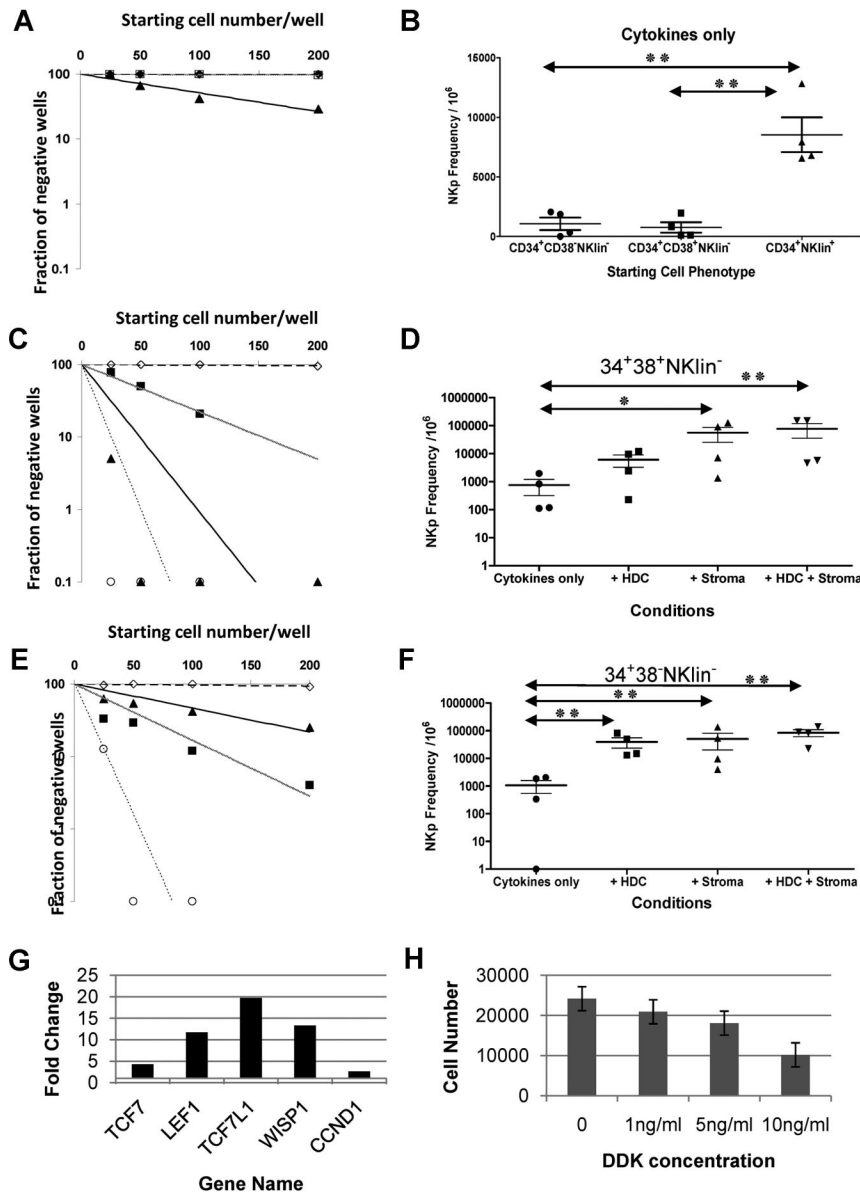 A
Starting cell number/well
0 50 100 150 200
100
10
1
0.1
Fraction of negative wells
B
Cytokines only
**
**
15000
10000
5000
0
NKp Frequency / 10⁶
CD34⁺CD38⁻NKlin⁻
CD34⁺CD38⁺NKlin⁻
CD34⁺NKlin⁺
Starting Cell Phenotype
C
Starting cell number/well
0 50 100 150 200
100
10
1
0.1
Fraction of negative wells
D
34⁺38⁺NKlin⁻
**
*
1000000
100000
10000
1000
100
10
1
NKp Frequency /10⁶
Cytokines only
+ HDC
+ Stroma
+ HDC + Stroma
Conditions
E
Starting cell number/well
0 50 100 150 200
100
Fraction of negative wells
F
34⁺38⁻NKlin⁻
**
**
**
1000000
100000
10000
1000
100
10
1
NKp Frequency /10⁶
Cytokines only
+ HDC
+ Stroma
+ HDC + Stroma
Conditions
G
25
20
15
10
5
0
Fold Change
TCF7
LEF1
TCF7L1
WISP1
CCND1
Gene Name
H
30000
20000
10000
0
Cell Number
0
1ng/ml
5ng/ml
10ng/ml
DDK concentration